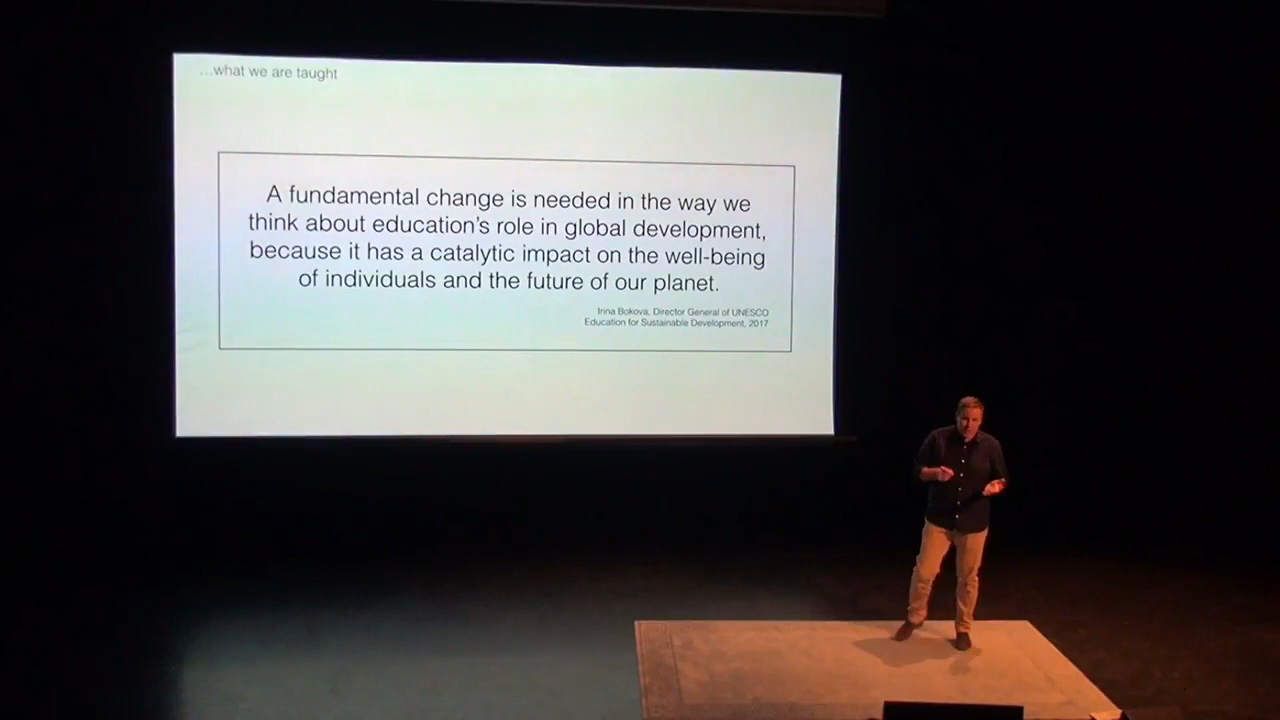 ...what we are taught
A fundamental change is needed in the way we
think about education's role in global development,
because it has a catalytic impact on the well-being
of individuals and the future of our planet.
Irina Bokova, Director General of UNESCO
Education for Sustainable Development, 2017